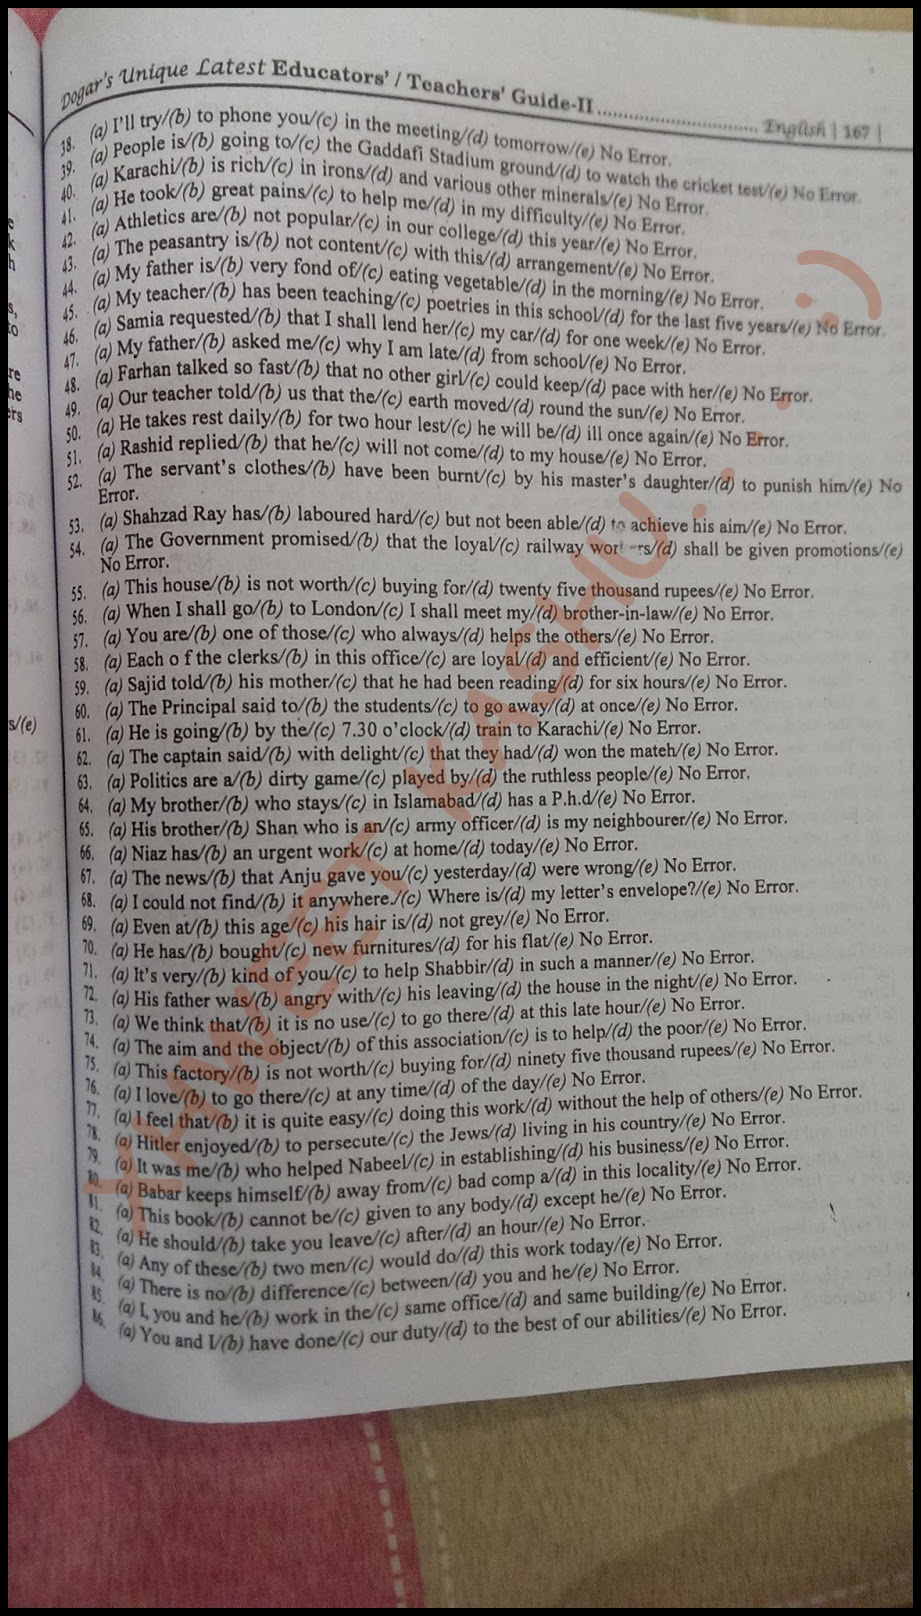 Dogar's Unique Latest Educators' / Teachers' Guide-II .............................. English | 167 |
38. (a) I'll try/(b) to phone you/(c) in the meeting/(d) tomorrow/(e) No Error.
39. (a) People is/(b) going to/(c) the Gaddafi Stadium ground/(d) to watch the cricket test/(e) No Error.
40. (a) Karachi/(b) is rich/(c) in irons/(d) and various other minerals/(e) No Error.
41. (a) He took/(b) great pains/(c) to help me/(d) in my difficulty/(e) No Error.
42. (a) Athletics are/(b) not popular/(c) in our college/(d) this year/(e) No Error.
43. (a) The peasantry is/(b) not content/(c) with this/(d) arrangement/(e) No Error.
44. (a) My father is/(b) very fond of/(c) eating vegetable/(d) in the morning/(e) No Error.
45. (a) My teacher/(b) has been teaching/(c) poetries in this school/(d) for the last five years/(e) No Error.
46. (a) Samia requested/(b) that I shall lend her/(c) my car/(d) for one week/(e) No Error.
47. (a) My father/(b) asked me/(c) why I am late/(d) from school/(e) No Error.
48. (a) Farhan talked so fast/(b) that no other girl/(c) could keep/(d) pace with her/(e) No Error.
49. (a) Our teacher told/(b) us that the/(c) earth moved/(d) round the sun/(e) No Error.
50. (a) He takes rest daily/(b) for two hour lest/(c) he will be/(d) ill once again/(e) No Error.
51. (a) Rashid replied/(b) that he/(c) will not come/(d) to my house/(e) No Error.
52. (a) The servant's clothes/(b) have been burnt/(c) by his master's daughter/(d) to punish him/(e) No
Error.
53. (a) Shahzad Ray has/(b) laboured hard/(c) but not been able/(d) to achieve his aim/(e) No Error.
54. (a) The Government promised/(b) that the loyal/(c) railway /(d) shall be given promotions/(e)
No Error.
55. (a) This house/(b) is not worth/(c) buying for/(d) twenty five thousand rupees/(e) No Error.
56. (a) When I shall go/(b) to London/(c) I shall meet my/(d) brother-in-law/(e) No Error.
57. (a) You are/(b) one of those/(c) who always/(d) helps the others/(e) No Error.
58. (a) Each o f the clerks/(b) in this office/(c) are loyal/(d) and efficient/(e) No Error.
59. (a) Sajid told/(b) his mother/(c) that he had been reading/(d) for six hours/(e) No Error.
60. (a) The Principal said to/(b) the students/(c) to go away/(d) at once/(e) No Error.
61. (a) He is going/(b) by the/(c) 7.30 o'clock/(d) train to Karachi/(e) No Error.
62. (a) The captain said/(b) with delight/(c) that they had/(d) won the mateh/(e) No Error.
63. (a) Politics are a/(b) dirty game/(c) played by/(d) the ruthless people/(e) No Error.
64. (a) My brother/(b) who stays/(c) in Islamabad/(d) has a P.h.d/(e) No Error.
65. (a) His brother/(b) Shan who is an/(c) army officer/(d) is my neighbourer/(e) No Error.
66. (a) Niaz has/(b) an urgent work/(c) at home/(d) today/(e) No Error.
67. (a) The news/(b) that Anju gave you/(c) yesterday/(d) were wrong/(e) No Error.
68. (a) I could not find/(b) it anywhere./(c) Where is/(d) my letter's envelope?/(e) No Error.
69. (a) Even at/(b) this age/(c) his hair is/(d) not grey/(e) No Error.
70. (a) He has/(b) bought/(c) new furnitures/(d) for his flat/(e) No Error.
71. (a) It's very/(b) kind of you/(c) to help Shabbir/(d) in such a manner/(e) No Error.
72. (a) His father was/(b) angry with/(c) his leaving/(d) the house in the night/(e) No Error.
73. (a) We think that/(b) it is no use/(c) to go there/(d) at this late hour/(e) No Error.
74. (a) The aim and the object/(b) of this association/(c) is to help/(d) the poor/(e) No Error.
75. (a) This factory/(b) is not worth/(c) buying for/(d) ninety five thousand rupees/(e) No Error.
76. (a) I love/(b) to go there/(c) at any time/(d) of the day/(e) No Error.
77. (a) I feel that/(b) it is quite easy/(c) doing this work/(d) without the help of others/(e) No Error.
78. (a) Hitler enjoyed/(b) to persecute/(c) the Jews/(d) living in his country/(e) No Error.
79. (a) It was me/(b) who helped Nabeel/(c) in establishing/(d) his business/(e) No Error.
80. (a) Babar keeps himself/(b) away from/(c) bad comp a/(d) in this locality/(e) No Error.
81. (a) This book/(b) cannot be/(c) given to any body/(d) except he/(e) No Error.
82. (a) He should/(b) take you leave/(c) after/(d) an hour/(e) No Error.
83. (a) Any of these/(b) two men/(c) would do/(d) this work today/(e) No Error.
84. (a) There is no/(b) difference/(c) between/(d) you and he/(e) No Error.
85. (a) I, you and he/(b) work in the/(c) same office/(d) and same building/(e) No Error.
86. (a) You and I/(b) have done/(c) our duty/(d) to the best of our abilities/(e) No Error.